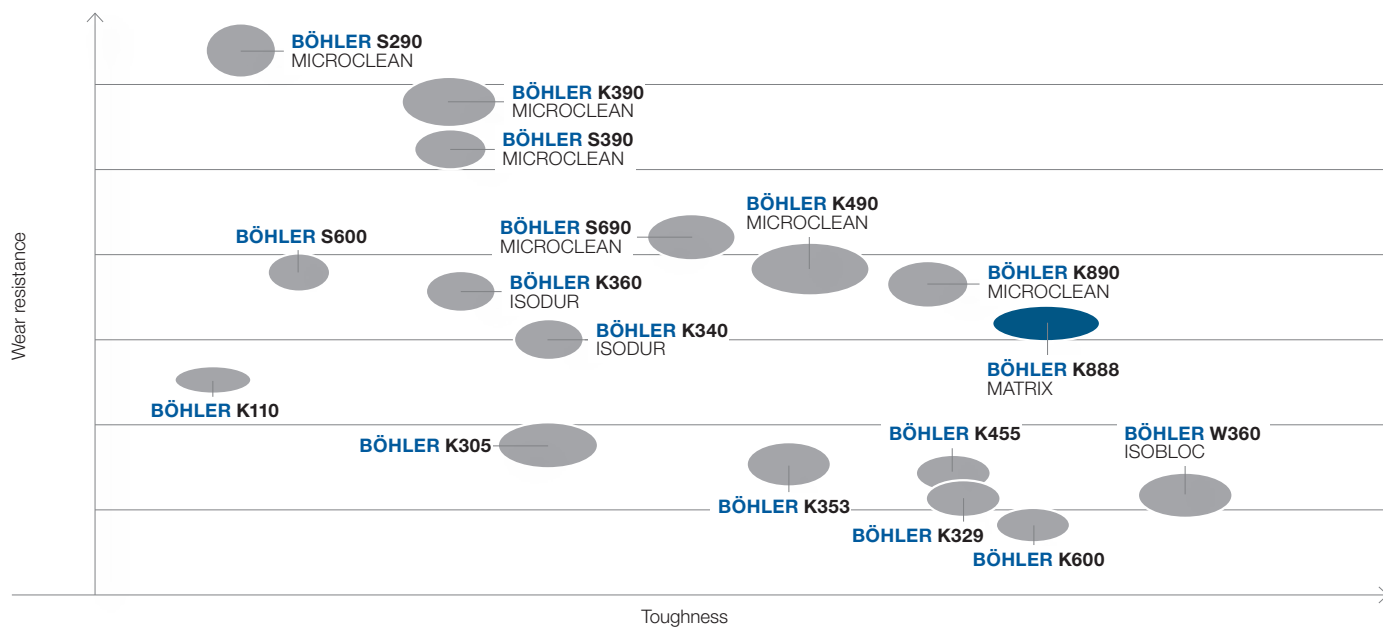 BÖHLER S290
MICROCLEAN
BÖHLER K390
MICROCLEAN
BÖHLER S390
MICROCLEAN
BÖHLER K490
MICROCLEAN
BÖHLER S690
MICROCLEAN
BÖHLER S600
BÖHLER K360
ISODUR
BÖHLER K890
MICROCLEAN
BÖHLER K340
ISODUR
BÖHLER K888
MATRIX
BÖHLER K110
BÖHLER K305
BÖHLER K455
BÖHLER W360
ISOBLOC
BÖHLER K353
BÖHLER K329
BÖHLER K600
Wear resistance
Toughness